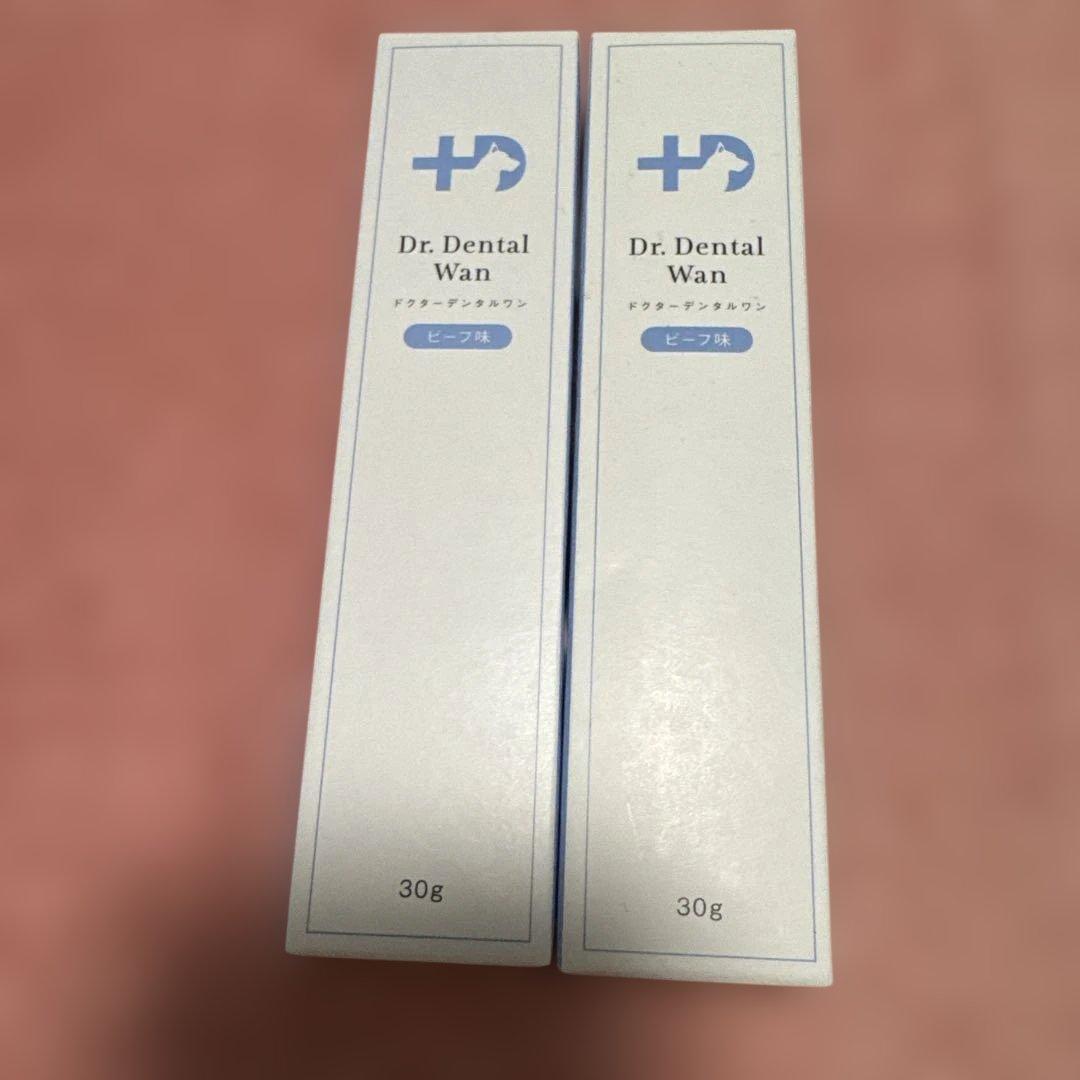 Dr. Dental
Wan
ドクターデンタルワン
ビーフ味
30g
Dr. Dental
Wan
ドクターデンタルワン
ビーフ味
30g